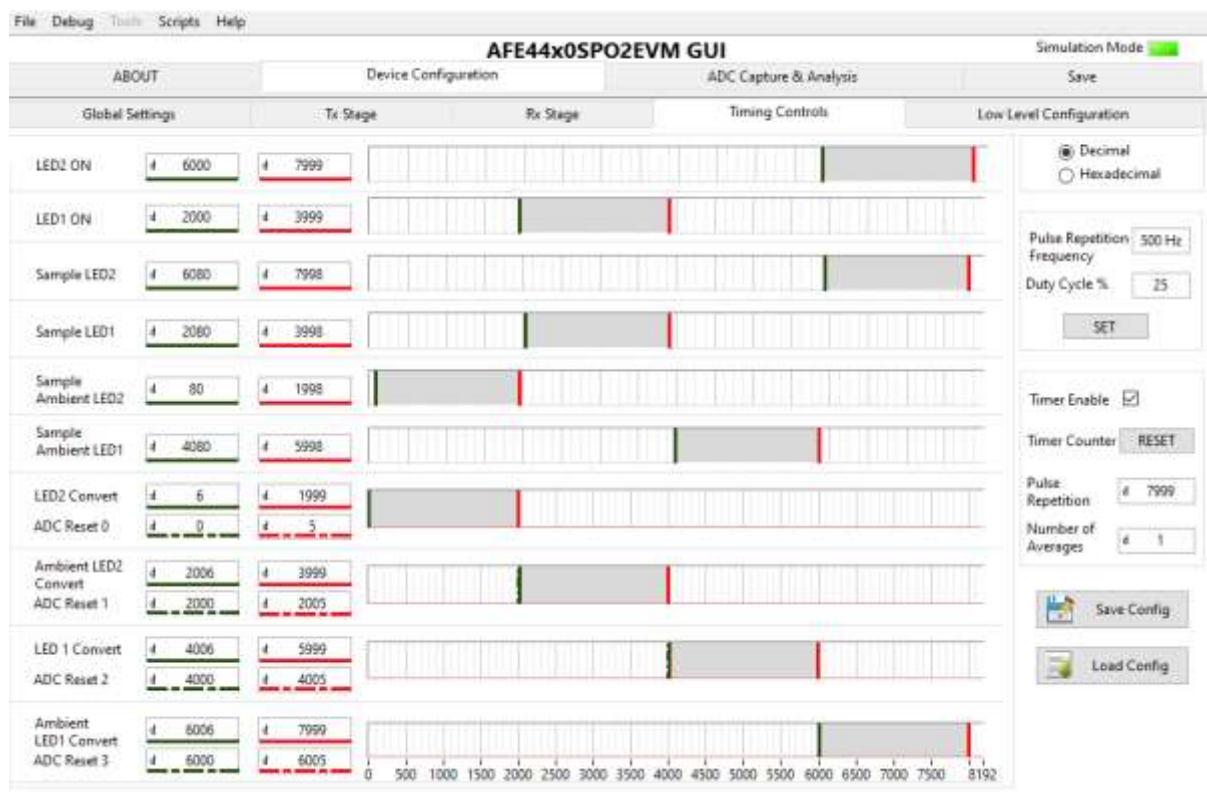 File Debug Tools Scripts Help
AFE44x0SPO2EVM GUI
Simulation Mode
ABOUT Device Configuration ADC Capture & Analysis Save
Global Settings Tx Stage Rx Stage Timing Controls Low Level Configuration
LED2 ON d 6000 d 7999
Decimal
Hexadecimal
LED1 ON d 2000 d 3999
Pulse Repetition
Frequency 500 Hz
Sample LED2 d 6080 d 7998
Duty Cycle % 25
Sample LED1 d 2080 d 3998
SET
Sample
Ambient LED2 d 80 d 1998
Timer Enable
Sample
Ambient LED1 d 4080 d 5998
Timer Counter RESET
LED2 Convert d 6 d 1999
ADC Reset 0 d 0 d 5
Pulse
Repetition d 7999
Number of
Averages d 1
Ambient LED2
Convert d 2006 d 3999
ADC Reset 1 d 2000 d 2005
Save Config
LED 1 Convert d 4006 d 5999
ADC Reset 2 d 4000 d 4005
Load Config
Ambient
LED1 Convert d 6006 d 7999
ADC Reset 3 d 6000 d 6005
0 500 1000 1500 2000 2500 3000 3500 4000 4500 5000 5500 6000 6500 7000 7500 8192